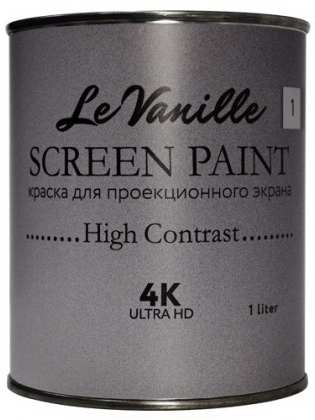 Le Vanille
1
SCREEN PAINT
краска для проекционного экрана
.........High Contrast.........
4K
ULTRA HD
1 liter